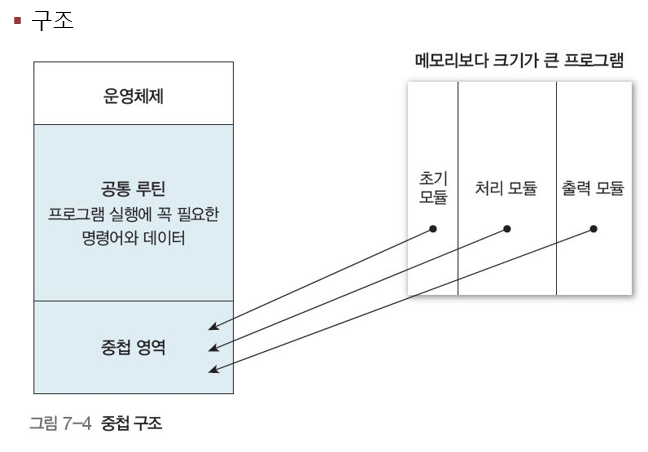 구조
메모리보다 크기가 큰 프로그램
운영체제
공통 루틴
프로그램 실행에 꼭 필요한
명령어와 데이터
초기
모듈
처리 모듈
출력 모듈
중첩 영역
그림 7-4 중첩 구조